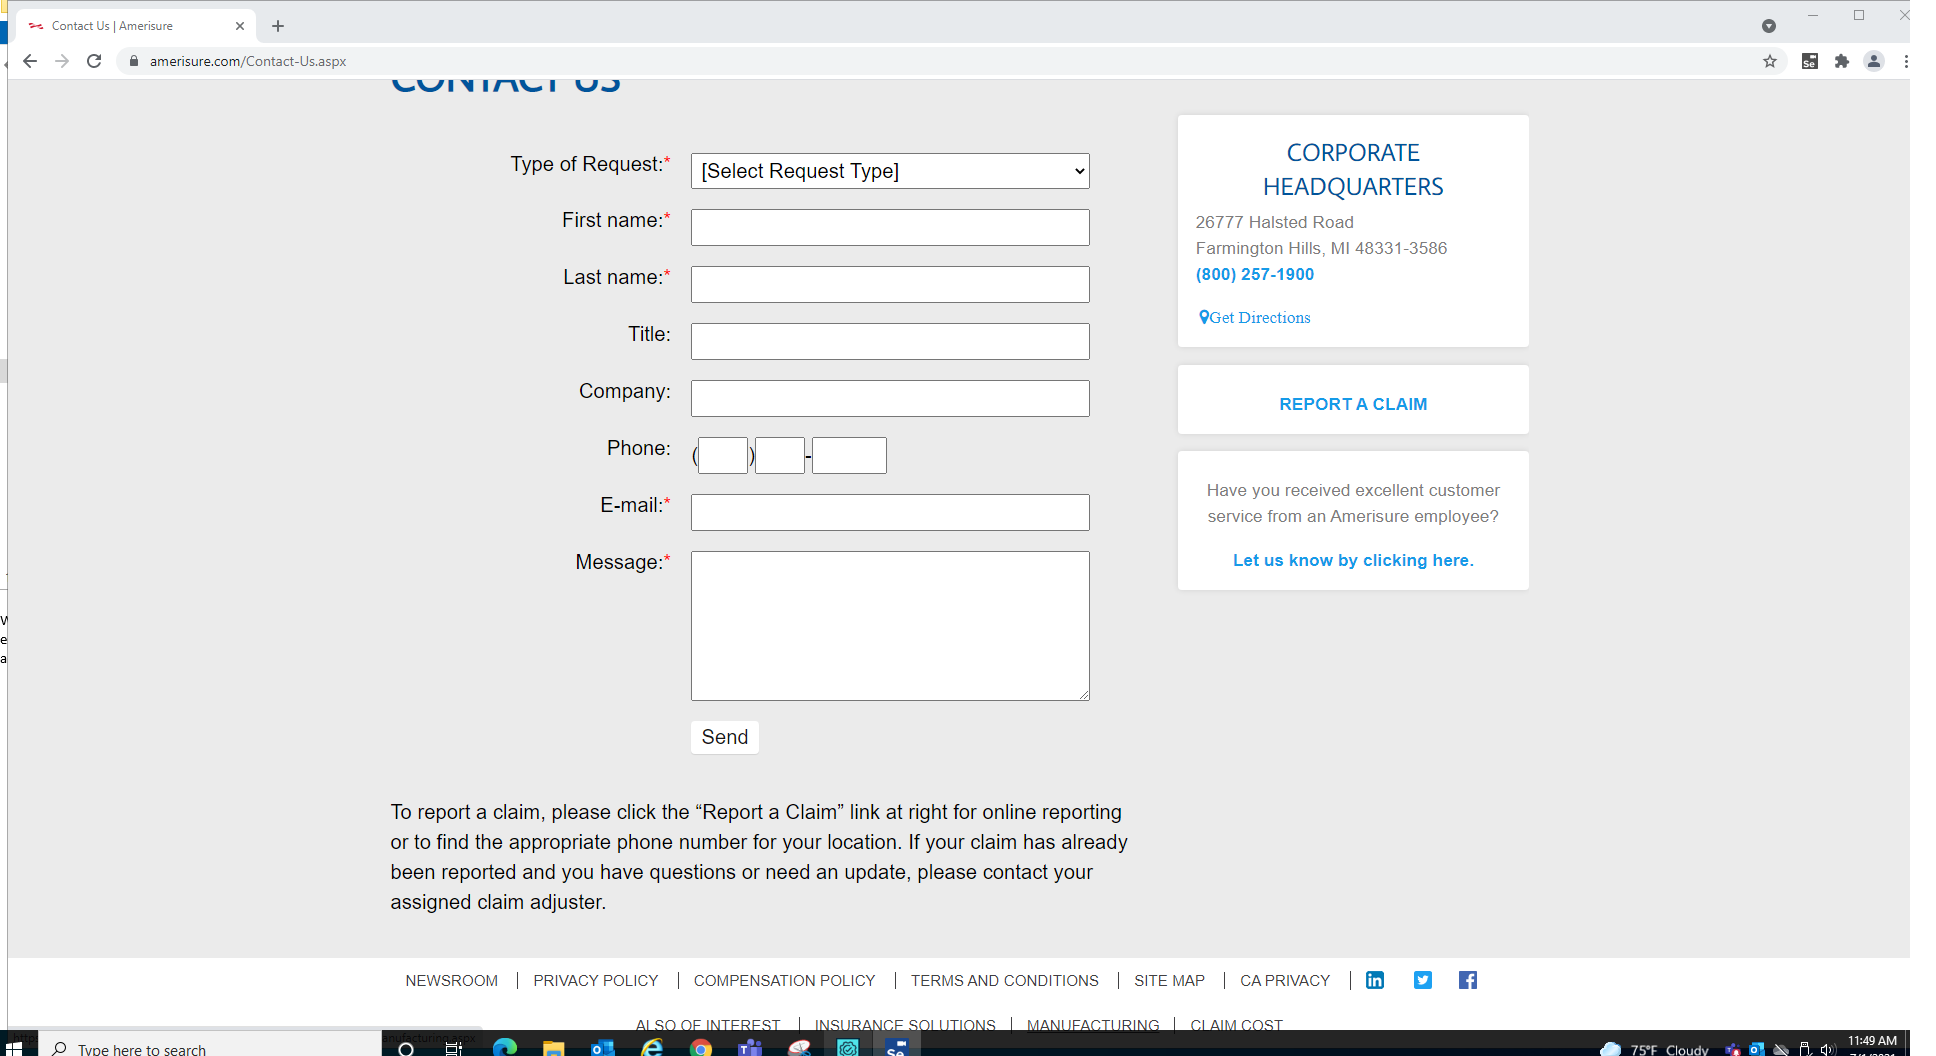 Contact Us | Amerisure
amerisure.com/Contact-Us.aspx
CONTACT US
Type of Request:*
[Select Request Type]
First name:*
Last name:*
Title:
Company:
Phone:
( ) -
E-mail:*
Message:*
Send
To report a claim, please click the “Report a Claim” link at right for online reporting
or to find the appropriate phone number for your location. If your claim has already
been reported and you have questions or need an update, please contact your
assigned claim adjuster.
CORPORATE
HEADQUARTERS
26777 Halsted Road
Farmington Hills, MI 48331-3586
(800) 257-1900
Get Directions
REPORT A CLAIM
Have you received excellent customer
service from an Amerisure employee?
Let us know by clicking here.
NEWSROOM | PRIVACY POLICY | COMPENSATION POLICY | TERMS AND CONDITIONS | SITE MAP | CA PRIVACY |
ALSO OF INTEREST | INSURANCE SOLUTIONS | MANUFACTURING | CLAIM COST
Type here to search
75°F Cloudy
11:49 AM